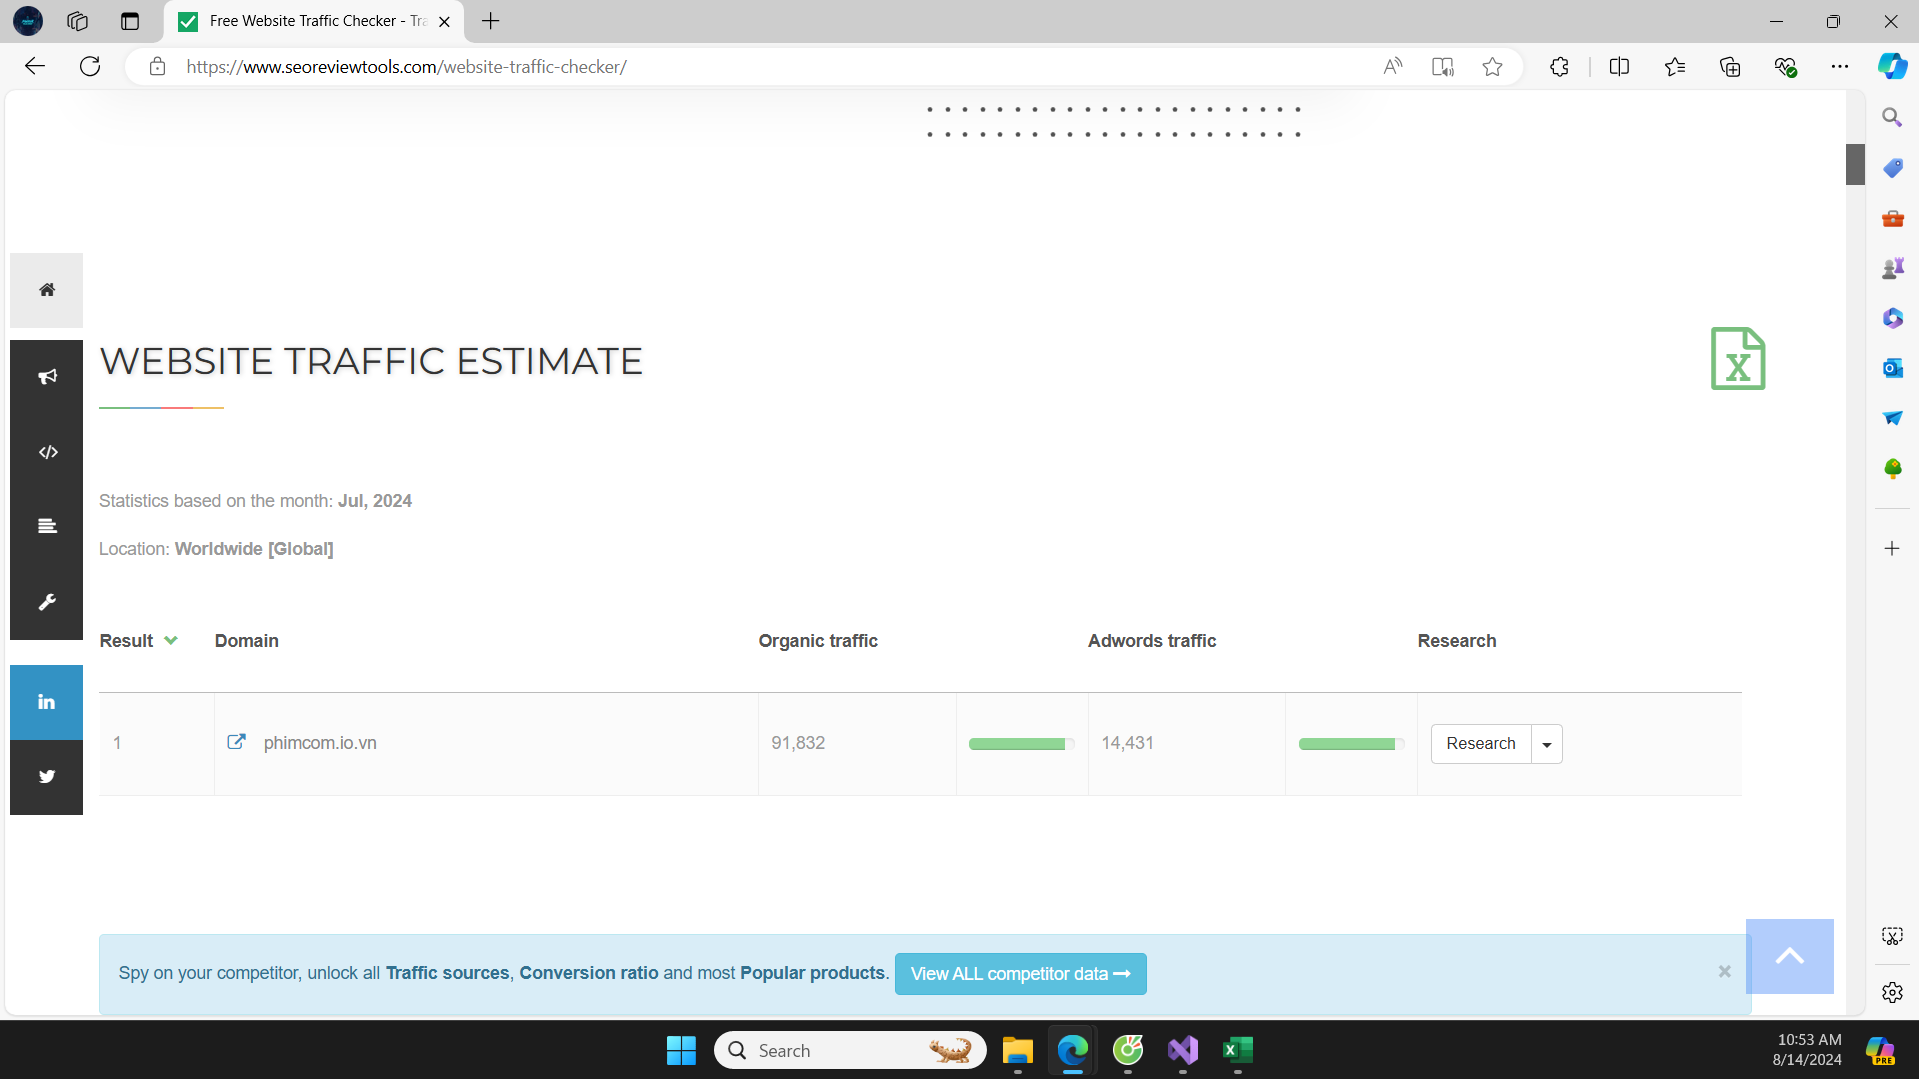 Free Website Traffic Checker - Tra
https://www.seoreviewtools.com/website-traffic-checker/
WEBSITE TRAFFIC ESTIMATE
Statistics based on the month: Jul, 2024
Location: Worldwide [Global]
Result Domain Organic traffic Adwords traffic Research
1 phimcom.io.vn 91,832 14,431 Research
Spy on your competitor, unlock all Traffic sources, Conversion ratio and most Popular products. View ALL competitor data
Search
10:53 AM
8/14/2024
PRE